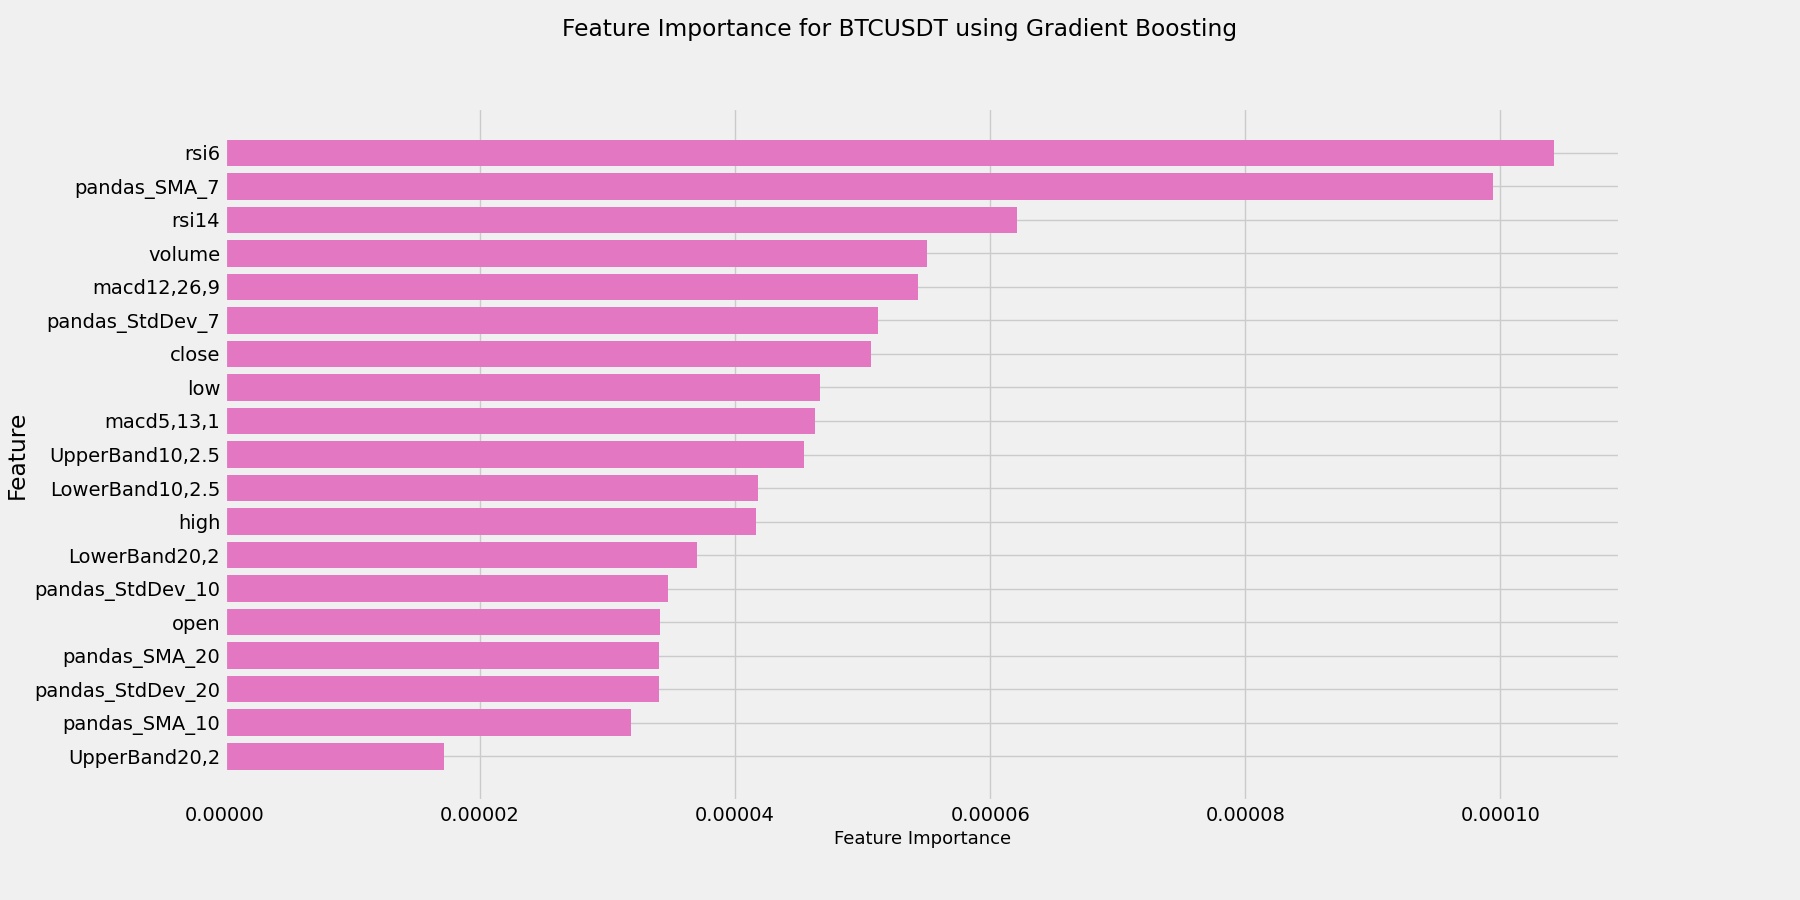 Feature Importance for BTCUSDT using Gradient Boosting
Feature
rsi6
pandas_SMA_7
rsi14
volume
macd12,26,9
pandas_StdDev_7
close
low
macd5,13,1
UpperBand10,2.5
LowerBand10,2.5
high
LowerBand20,2
pandas_StdDev_10
open
pandas_SMA_20
pandas_StdDev_20
pandas_SMA_10
UpperBand20,2
0.00000 0.00002 0.00004 0.00006 0.00008 0.00010
Feature Importance